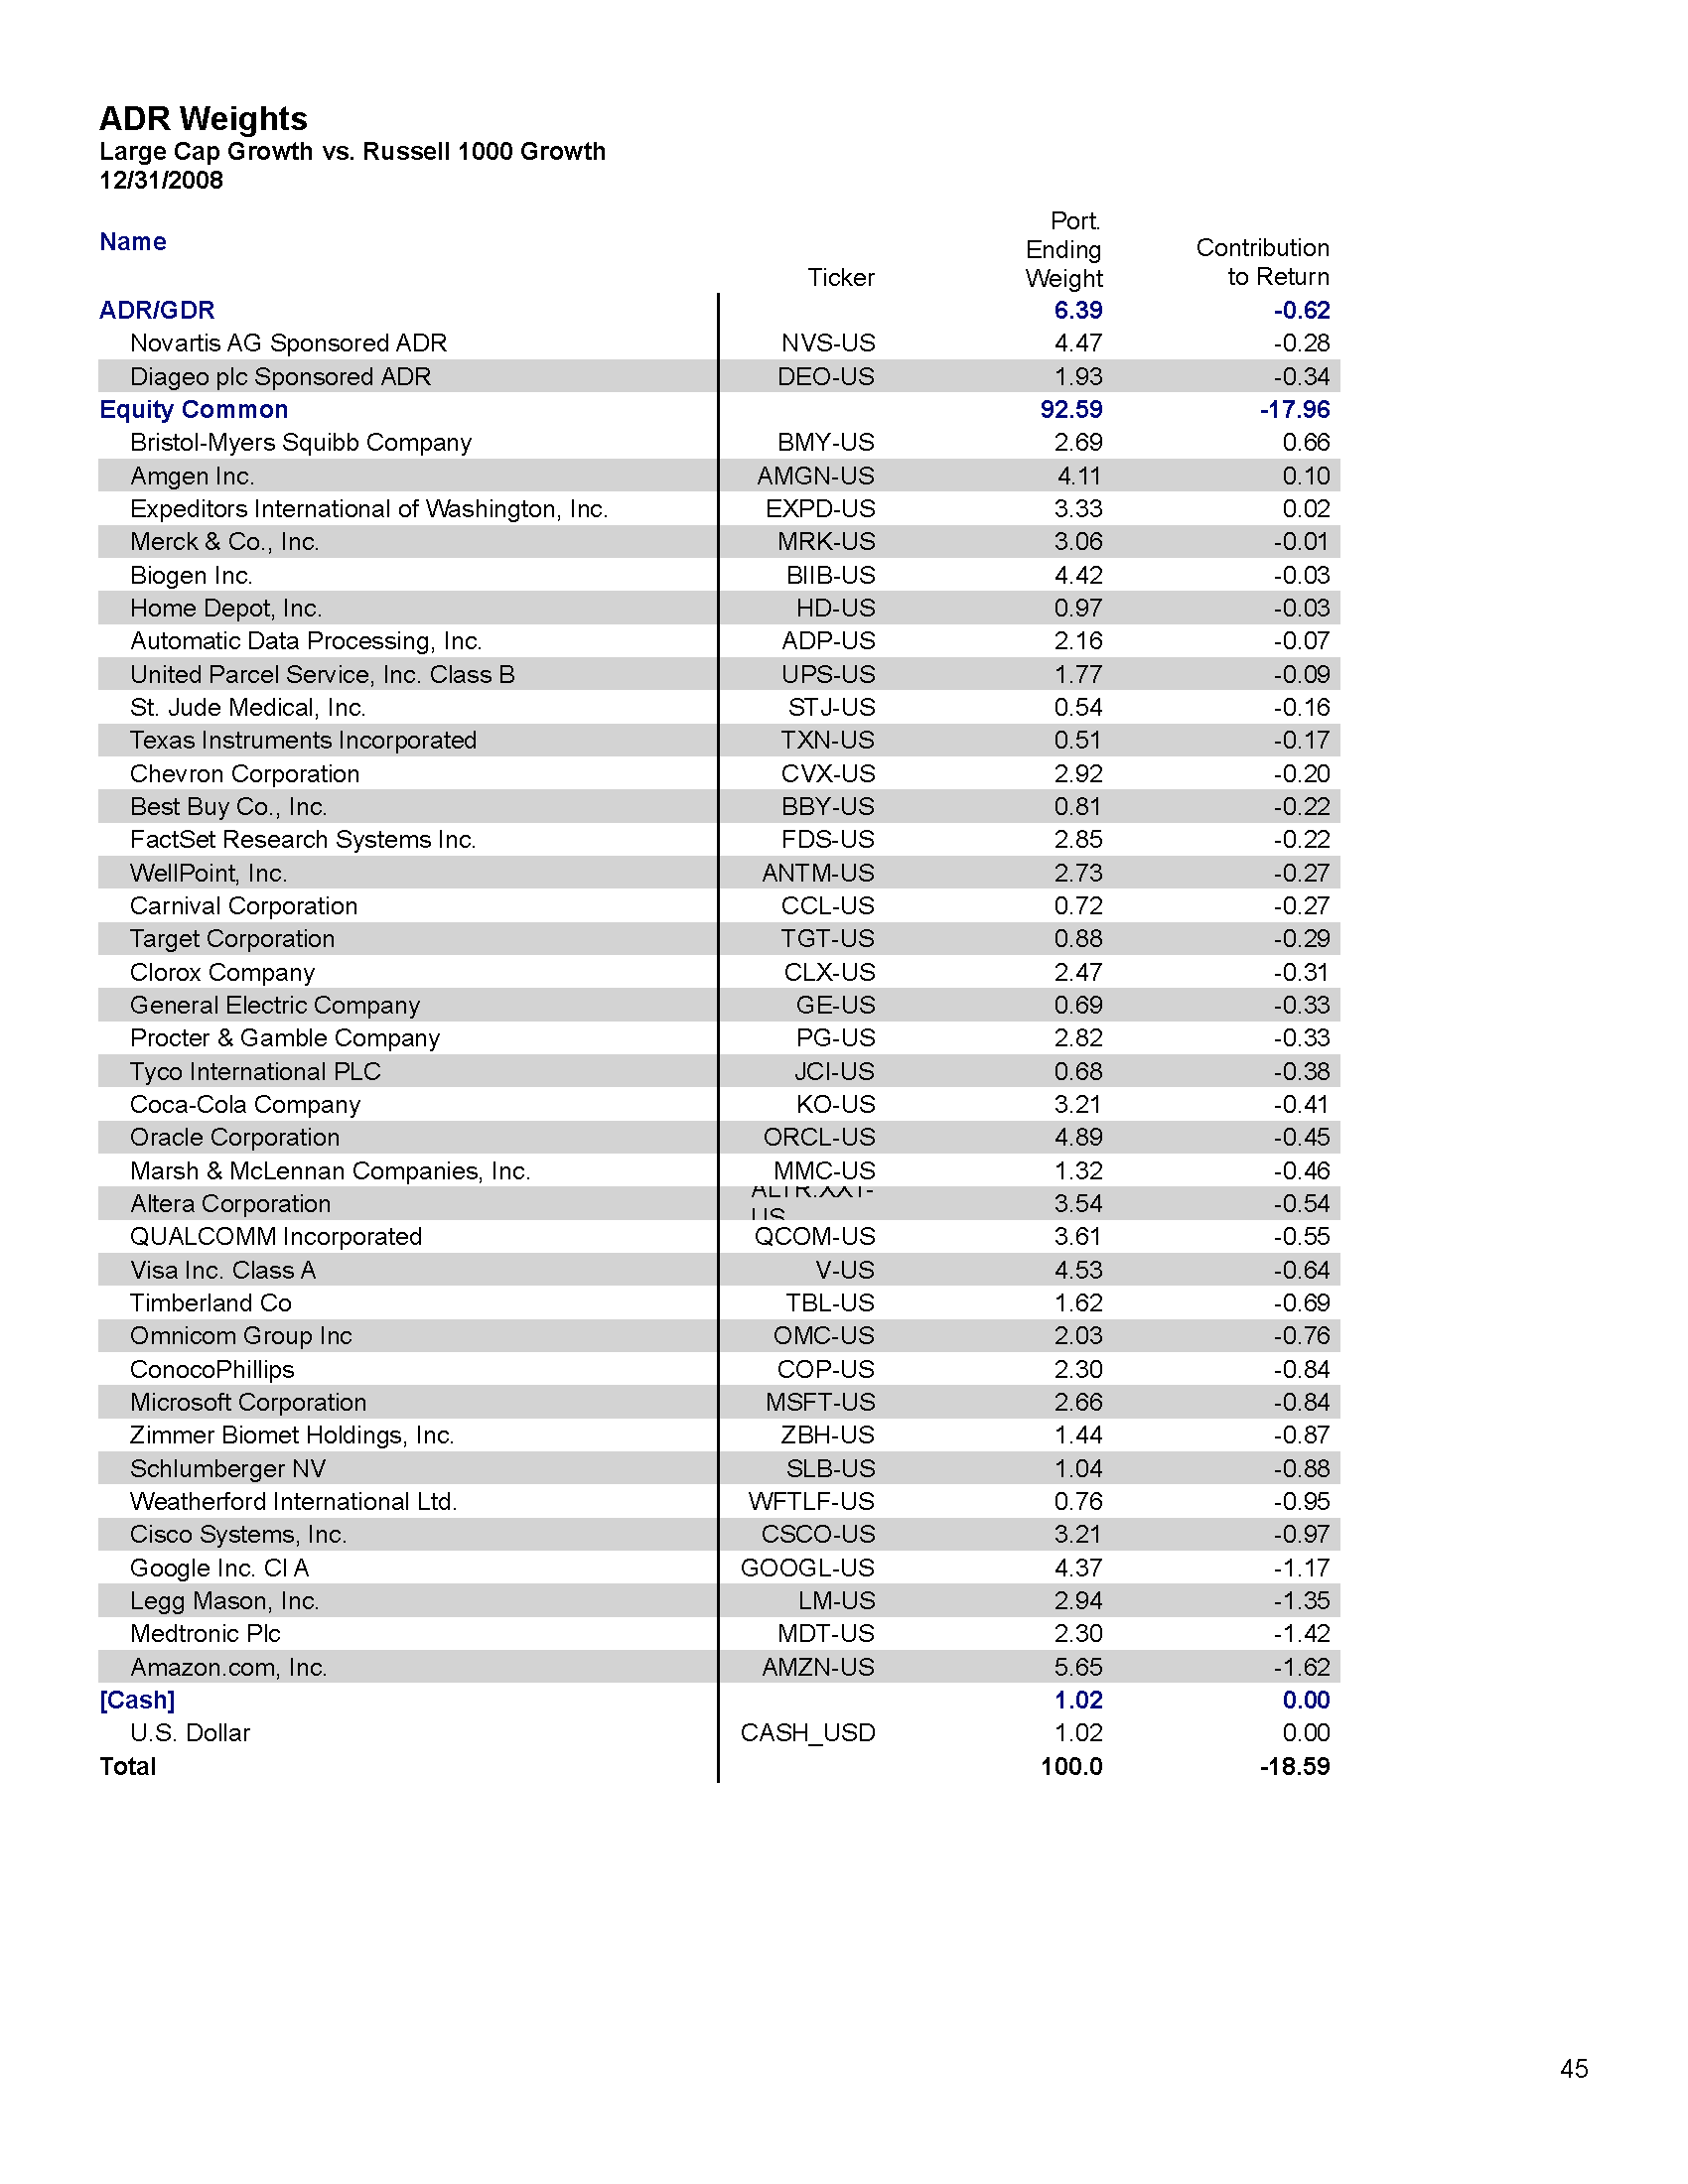 ADR Weights
Large Cap Growth vs. Russell 1000 Growth
12/31/2008
Name Ticker Port. Ending Weight Contribution to Return
ADR/GDR 6.39 -0.62
Novartis AG Sponsored ADR NVS-US 4.47 -0.28
Diageo plc Sponsored ADR DEO-US 1.93 -0.34
Equity Common 92.59 -17.96
Bristol-Myers Squibb Company BMY-US 2.69 0.66
Amgen Inc. AMGN-US 4.11 0.10
Expeditors International of Washington, Inc. EXPD-US 3.33 0.02
Merck & Co., Inc. MRK-US 3.06 -0.01
Biogen Inc. BIIB-US 4.42 -0.03
Home Depot, Inc. HD-US 0.97 -0.03
Automatic Data Processing, Inc. ADP-US 2.16 -0.07
United Parcel Service, Inc. Class B UPS-US 1.77 -0.09
St. Jude Medical, Inc. STJ-US 0.54 -0.16
Texas Instruments Incorporated TXN-US 0.51 -0.17
Chevron Corporation CVX-US 2.92 -0.20
Best Buy Co., Inc. BBY-US 0.81 -0.22
FactSet Research Systems Inc. FDS-US 2.85 -0.22
WellPoint, Inc. ANTM-US 2.73 -0.27
Carnival Corporation CCL-US 0.72 -0.27
Target Corporation TGT-US 0.88 -0.29
Clorox Company CLX-US 2.47 -0.31
General Electric Company GE-US 0.69 -0.33
Procter & Gamble Company PG-US 2.82 -0.33
Tyco International PLC JCI-US 0.68 -0.38
Coca-Cola Company KO-US 3.21 -0.41
Oracle Corporation ORCL-US 4.89 -0.45
Marsh & McLennan Companies, Inc. MMC-US 1.32 -0.46
Altera Corporation ALTR.XX1-US 3.54 -0.54
QUALCOMM Incorporated QCOM-US 3.61 -0.55
Visa Inc. Class A V-US 4.53 -0.64
Timberland Co TBL-US 1.62 -0.69
Omnicom Group Inc OMC-US 2.03 -0.76
ConocoPhillips COP-US 2.30 -0.84
Microsoft Corporation MSFT-US 2.66 -0.84
Zimmer Biomet Holdings, Inc. ZBH-US 1.44 -0.87
Schlumberger NV SLB-US 1.04 -0.88
Weatherford International Ltd. WFTLF-US 0.76 -0.95
Cisco Systems, Inc. CSCO-US 3.21 -0.97
Google Inc. Cl A GOOGL-US 4.37 -1.17
Legg Mason, Inc. LM-US 2.94 -1.35
Medtronic Plc MDT-US 2.30 -1.42
Amazon.com, Inc. AMZN-US 5.65 -1.62
[Cash] 1.02 0.00
U.S. Dollar CASH_USD 1.02 0.00
Total 100.0 -18.59
45